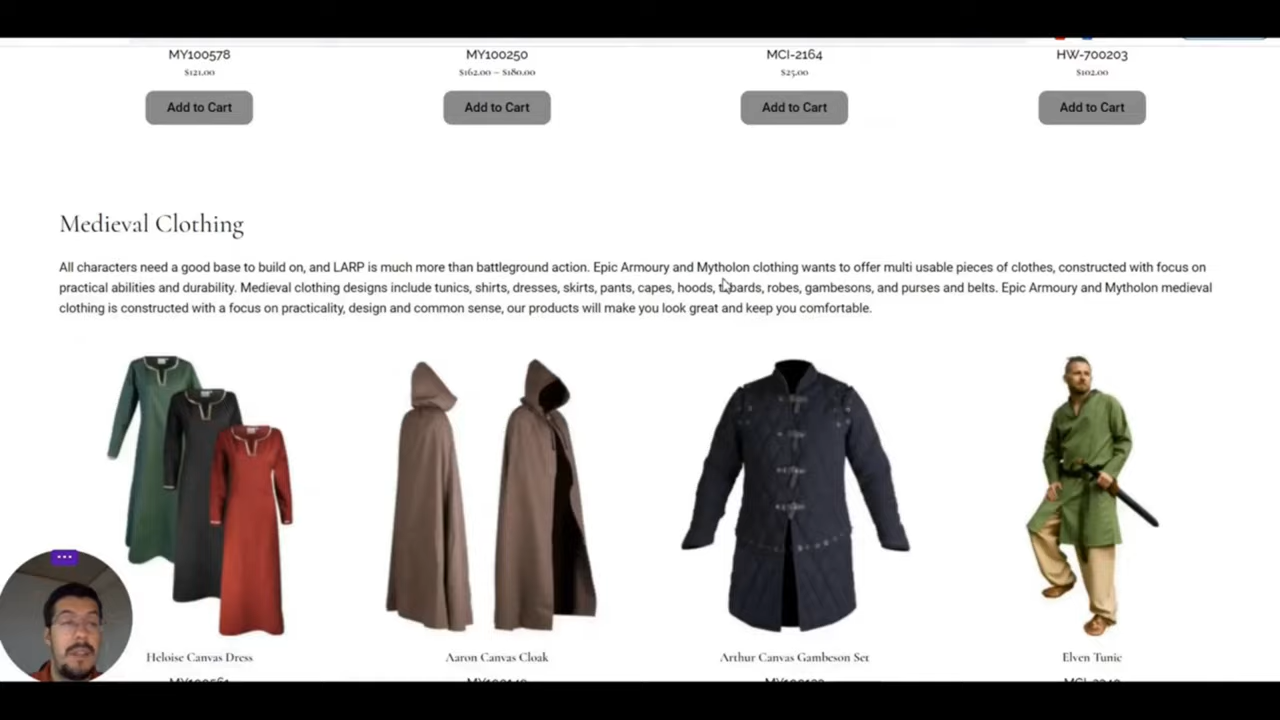 MY100578 MY100250 MCI-2164 HW-700203
$121.00 $162.00 – $180.00 $25.00 $102.00
Add to Cart Add to Cart Add to Cart Add to Cart
Medieval Clothing
All characters need a good base to build on, and LARP is much more than battleground action. Epic Armoury and Mytholon clothing wants to offer multi usable pieces of clothes, constructed with focus on
practical abilities and durability. Medieval clothing designs include tunics, shirts, dresses, skirts, pants, capes, hoods, tabards, robes, gambesons, and purses and belts. Epic Armoury and Mytholon medieval
clothing is constructed with a focus on practicality, design and common sense, our products will make you look great and keep you comfortable.
Heloise Canvas Dress Aaron Canvas Cloak Arthur Canvas Gambeson Set Elven Tunic